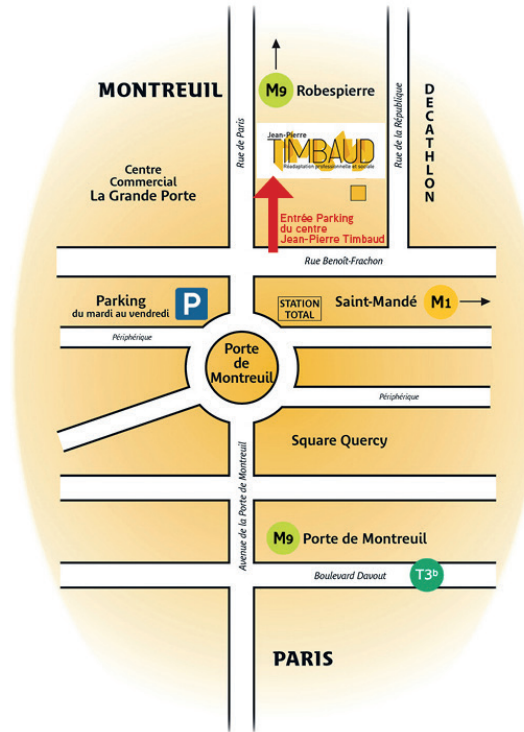 MONTREUIL
M9 Robespierre
DECATHLON
Rue de Paris
Rue de la République
Jean-Pierre
TIMBAUD
Réadaptation professionnelle et sociale
Centre
Commercial
La Grande Porte
Entrée Parking
du centre
Jean-Pierre Timbaud
Rue Benoît-Frachon
Parking
du mardi au vendredi
P
STATION
TOTAL
Saint-Mandé M1
Périphérique
Porte
de
Montreuil
Périphérique
Square Quercy
Avenue de la Porte de Montreuil
M9 Porte de Montreuil
Boulevard Davout
T3b
PARIS